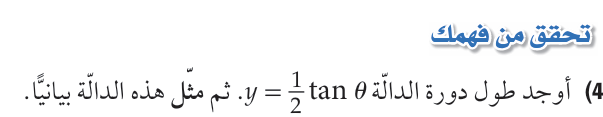 تحقق من فهمك
4) أوجد طول دورة الدالّة y = 1/2 tan θ. ثم مثّل هذه الدالّة بيانيًّا.